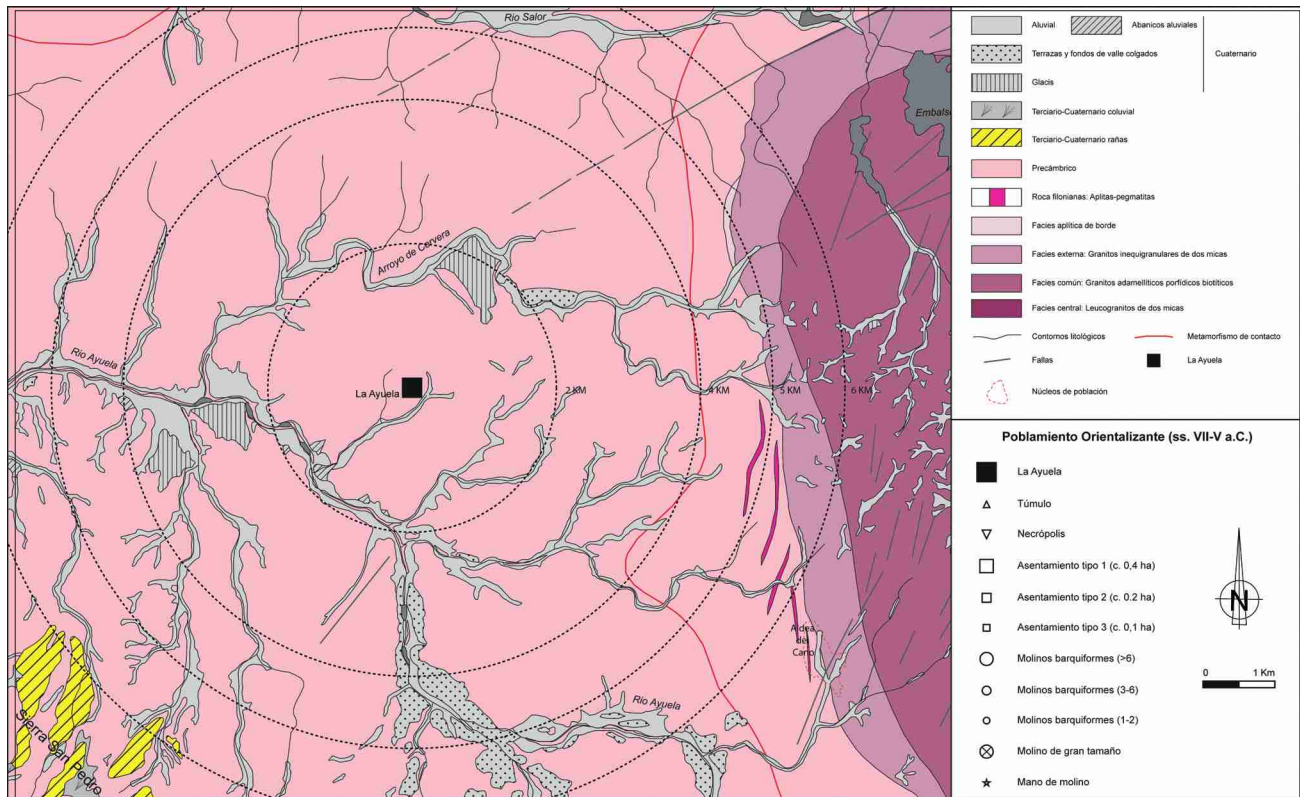 Rio Salor
Embalse
Arroyo de Cervera
Rio Ayuela
La Ayuela
2 KM
4 KM
5 KM
6 KM
Aldea
del
Cano
Rio Ayuela
Sierra San Pedro
Aluvial
Abanicos aluviales
Terrazas y fondos de valle colgados
Cuaternario
Glacis
Terciario-Cuaternario coluvial
Terciario-Cuaternario rañas
Precámbrico
Roca filonianas: Aplitas-pegmatitas
Facies aplítica de borde
Facies externa: Granitos inequigranulares de dos micas
Facies común: Granitos adamellíticos porfídicos biotíticos
Facies central: Leucogranitos de dos micas
Contornos litológicos
Metamorfismo de contacto
Fallas
La Ayuela
Núcleos de población
Poblamiento Orientalizante (ss. VII-V a.C.)
La Ayuela
Túmulo
Necrópolis
Asentamiento tipo 1 (c. 0,4 ha)
Asentamiento tipo 2 (c. 0.2 ha)
Asentamiento tipo 3 (c. 0,1 ha)
Molinos barquiformes (>6)
Molinos barquiformes (3-6)
Molinos barquiformes (1-2)
Molino de gran tamaño
Mano de molino
N
0 1 Km